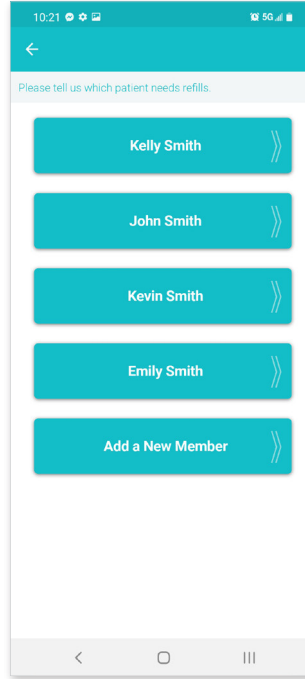 10:21 5G
Please tell us which patient needs refills.
Kelly Smith
John Smith
Kevin Smith
Emily Smith
Add a New Member